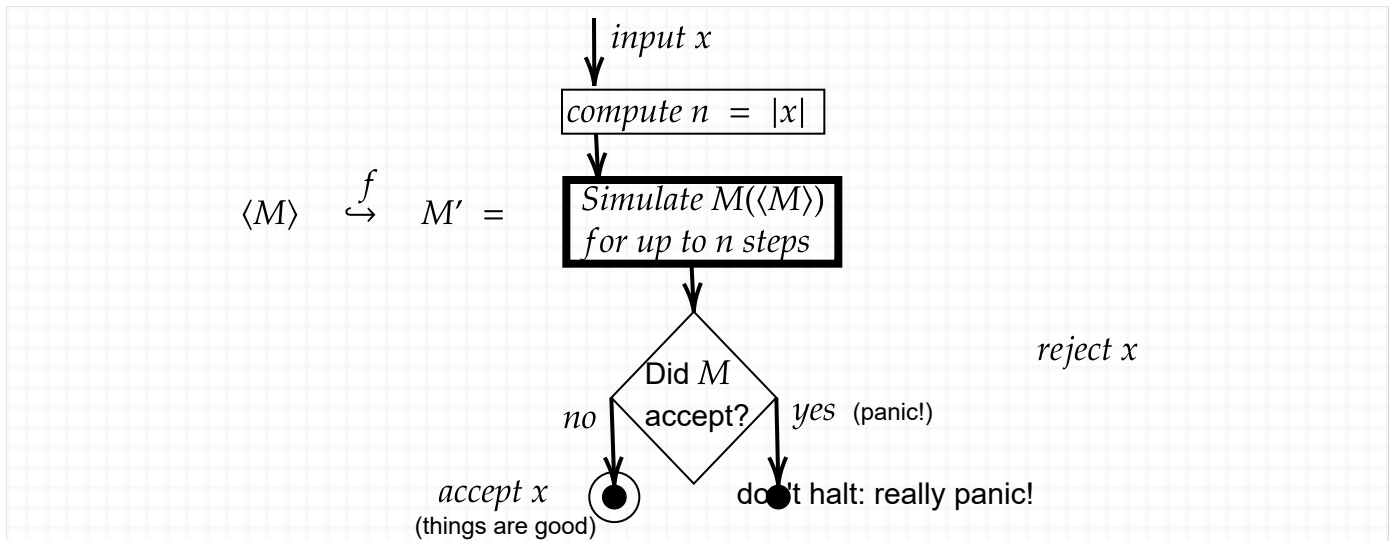 input x
compute n = |x|
⟨M⟩ f ↪ M′ =
Simulate M(⟨M⟩)
for up to n steps
reject x
Did M
accept?
no
yes (panic!)
accept x
(things are good)
don't halt: really panic!